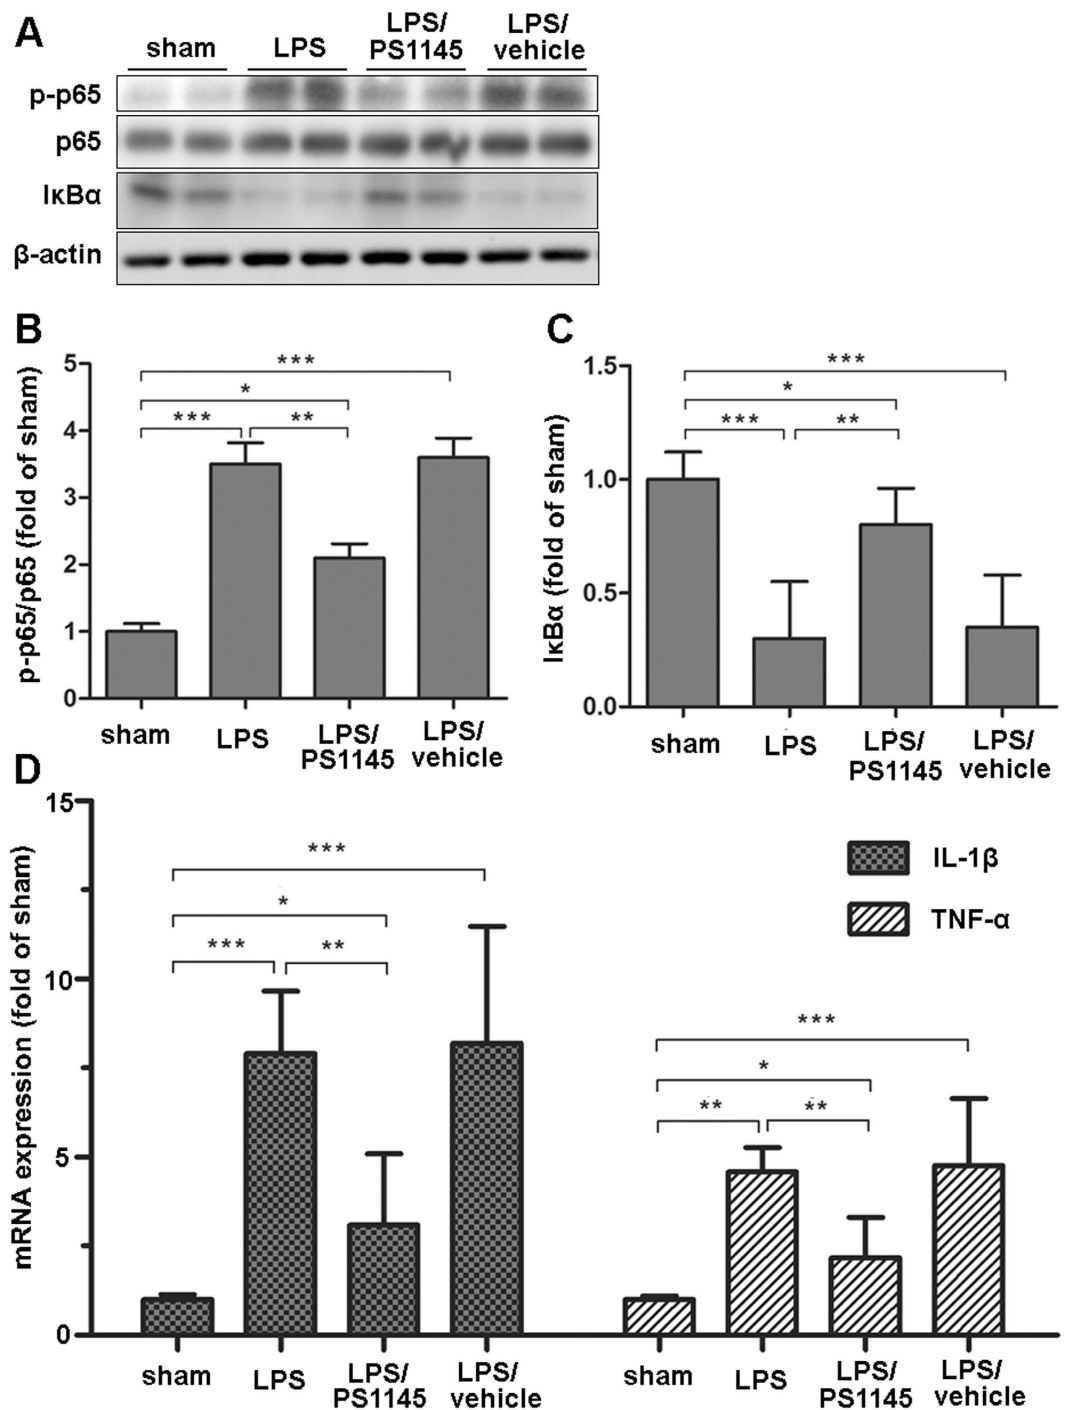 A
sham LPS LPS/ PS1145 LPS/ vehicle
p-p65
p65
IκBα
β-actin
B
p-p65/p65 (fold of sham)
5
4
3
2
1
0
***
*
*** **
sham LPS LPS/ PS1145 LPS/ vehicle
C
IκBα (fold of sham)
1.5
1.0
0.5
0.0
***
*
*** **
sham LPS LPS/ PS1145 LPS/ vehicle
D
mRNA expression (fold of sham)
15
10
5
0
***
*
*** **
***
*
** **
IL-1β
TNF-α
sham LPS LPS/ PS1145 LPS/ vehicle
sham LPS LPS/ PS1145 LPS/ vehicle